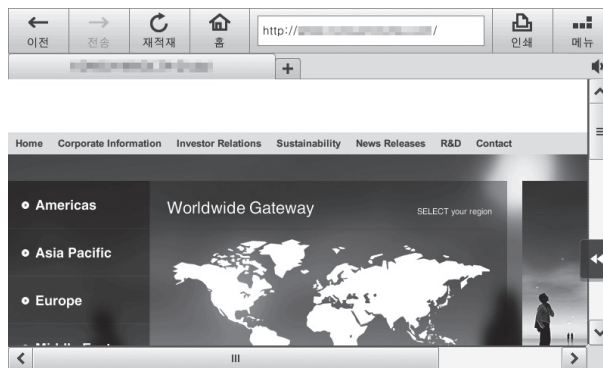 이전
전송
재적재
홈
http://
/
인쇄
메뉴
+
Home Corporate Information Investor Relations Sustainability News Releases R&D Contact
Americas
Worldwide Gateway
SELECT your region
Asia Pacific
Europe